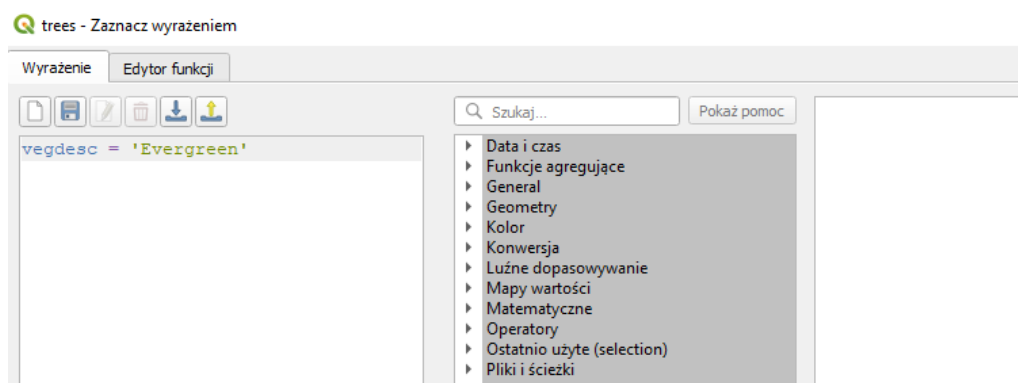 trees - Zaznacz wyrażeniem
Wyrażenie Edytor funkcji
Szukaj... Pokaż pomoc
vegdesc = 'Evergreen'
Data i czas
Funkcje agregujące
General
Geometry
Kolor
Konwersja
Luźne dopasowywanie
Mapy wartości
Matematyczne
Operatory
Ostatnio użyte (selection)
Pliki i ścieżki